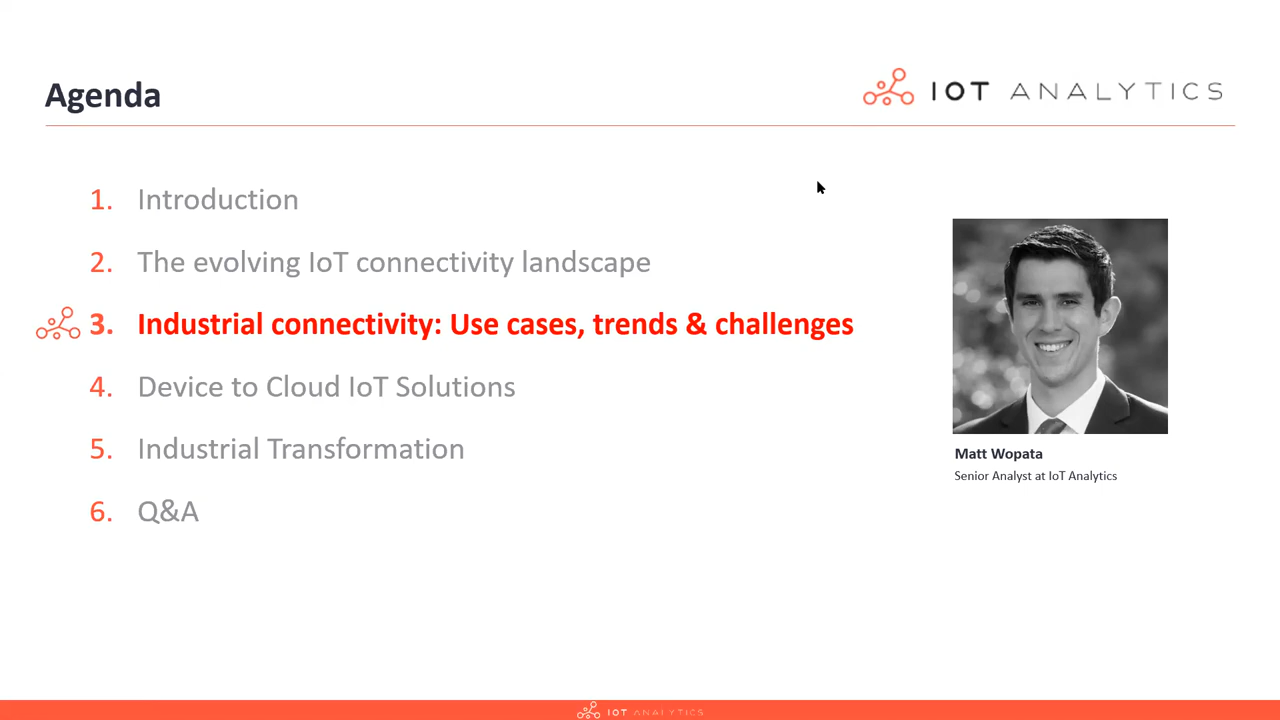 Agenda
IOT ANALYTICS
1. Introduction
2. The evolving IoT connectivity landscape
3. Industrial connectivity: Use cases, trends & challenges
4. Device to Cloud IoT Solutions
5. Industrial Transformation
6. Q&A
Matt Wopata
Senior Analyst at IoT Analytics
IOT ANALYTICS